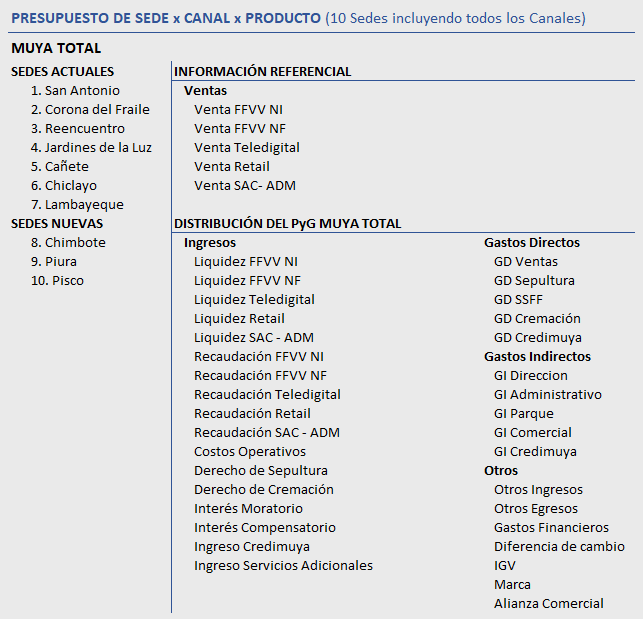 PRESUPUESTO DE SEDE x CANAL x PRODUCTO (10 Sedes incluyendo todos los Canales)
MUYA TOTAL
SEDES ACTUALES
1. San Antonio
2. Corona del Fraile
3. Reencuentro
4. Jardines de la Luz
5. Cañete
6. Chiclayo
7. Lambayeque
SEDES NUEVAS
8. Chimbote
9. Piura
10. Pisco
INFORMACIÓN REFERENCIAL
Ventas
Venta FFVV NI
Venta FFVV NF
Venta Teledigital
Venta Retail
Venta SAC- ADM
DISTRIBUCIÓN DEL PyG MUYA TOTAL
Ingresos
Liquidez FFVV NI
Liquidez FFVV NF
Liquidez Teledigital
Liquidez Retail
Liquidez SAC - ADM
Recaudación FFVV NI
Recaudación FFVV NF
Recaudación Teledigital
Recaudación Retail
Recaudación SAC - ADM
Costos Operativos
Derecho de Sepultura
Derecho de Cremación
Interés Moratorio
Interés Compensatorio
Ingreso Credimuya
Ingreso Servicios Adicionales
Gastos Directos
GD Ventas
GD Sepultura
GD SSFF
GD Cremación
GD Credimuya
Gastos Indirectos
GI Direccion
GI Administrativo
GI Parque
GI Comercial
GI Credimuya
Otros
Otros Ingresos
Otros Egresos
Gastos Financieros
Diferencia de cambio
IGV
Marca
Alianza Comercial